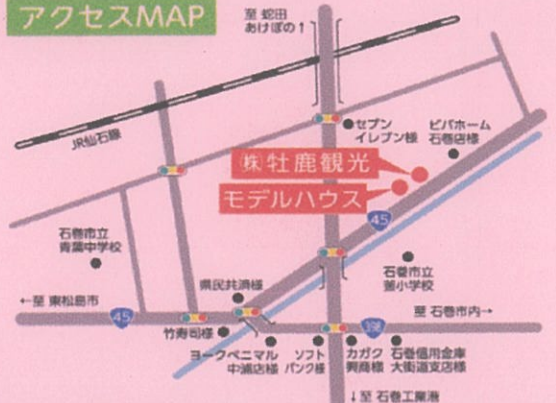 アクセスMAP
至 蛇田
あけぼの↑
JR仙石線
セブン
イレブン様
ビバホーム
石巻店様
㈱牡鹿観光
モデルハウス
45
石巻市立
青葉中学校
石巻市立
釜小学校
県民共済様
←至 東松島市
45
竹寿司様
至 石巻市内→
398
ヨークベニマル
中浦店様
ソフト
バンク様
カガク
興商様
石巻信用金庫
大街道支店様
↓至 石巻工業港